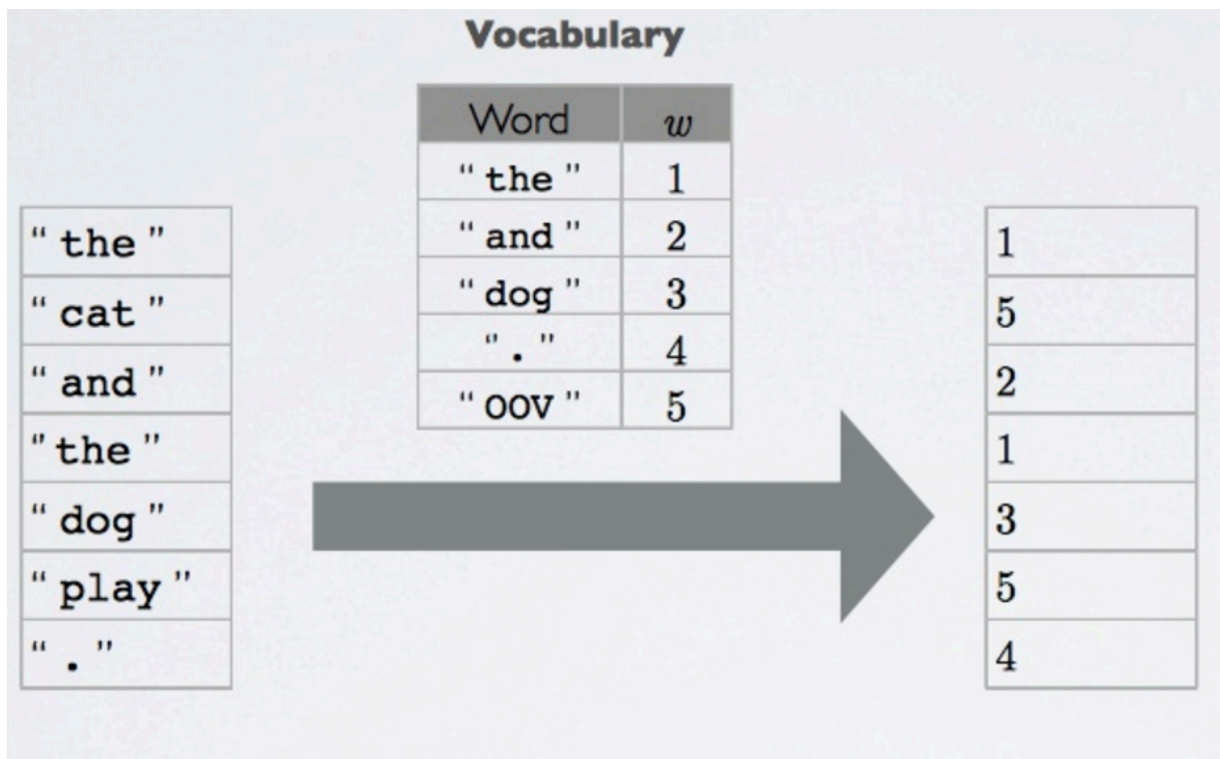 Vocabulary
Word w
“ the ” 1
“ and ” 2
“ dog ” 3
“ . ” 4
“ OOV ” 5
“ the ”
“ cat ”
“ and ”
” the ”
“ dog ”
“ play ”
“ . ”
1
5
2
1
3
5
4